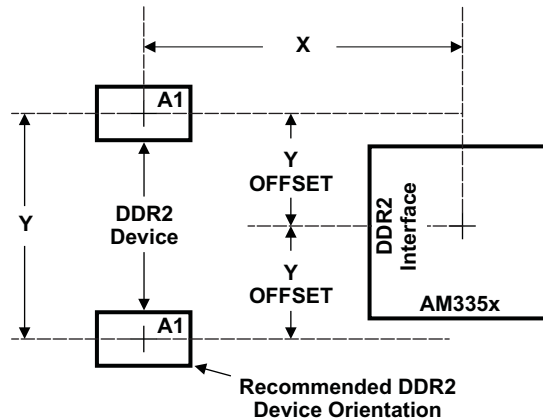 X
A1
Y
OFFSET
DDR2
Device
Y
DDR2
Interface
Y
OFFSET
A1
AM335x
Recommended DDR2
Device Orientation